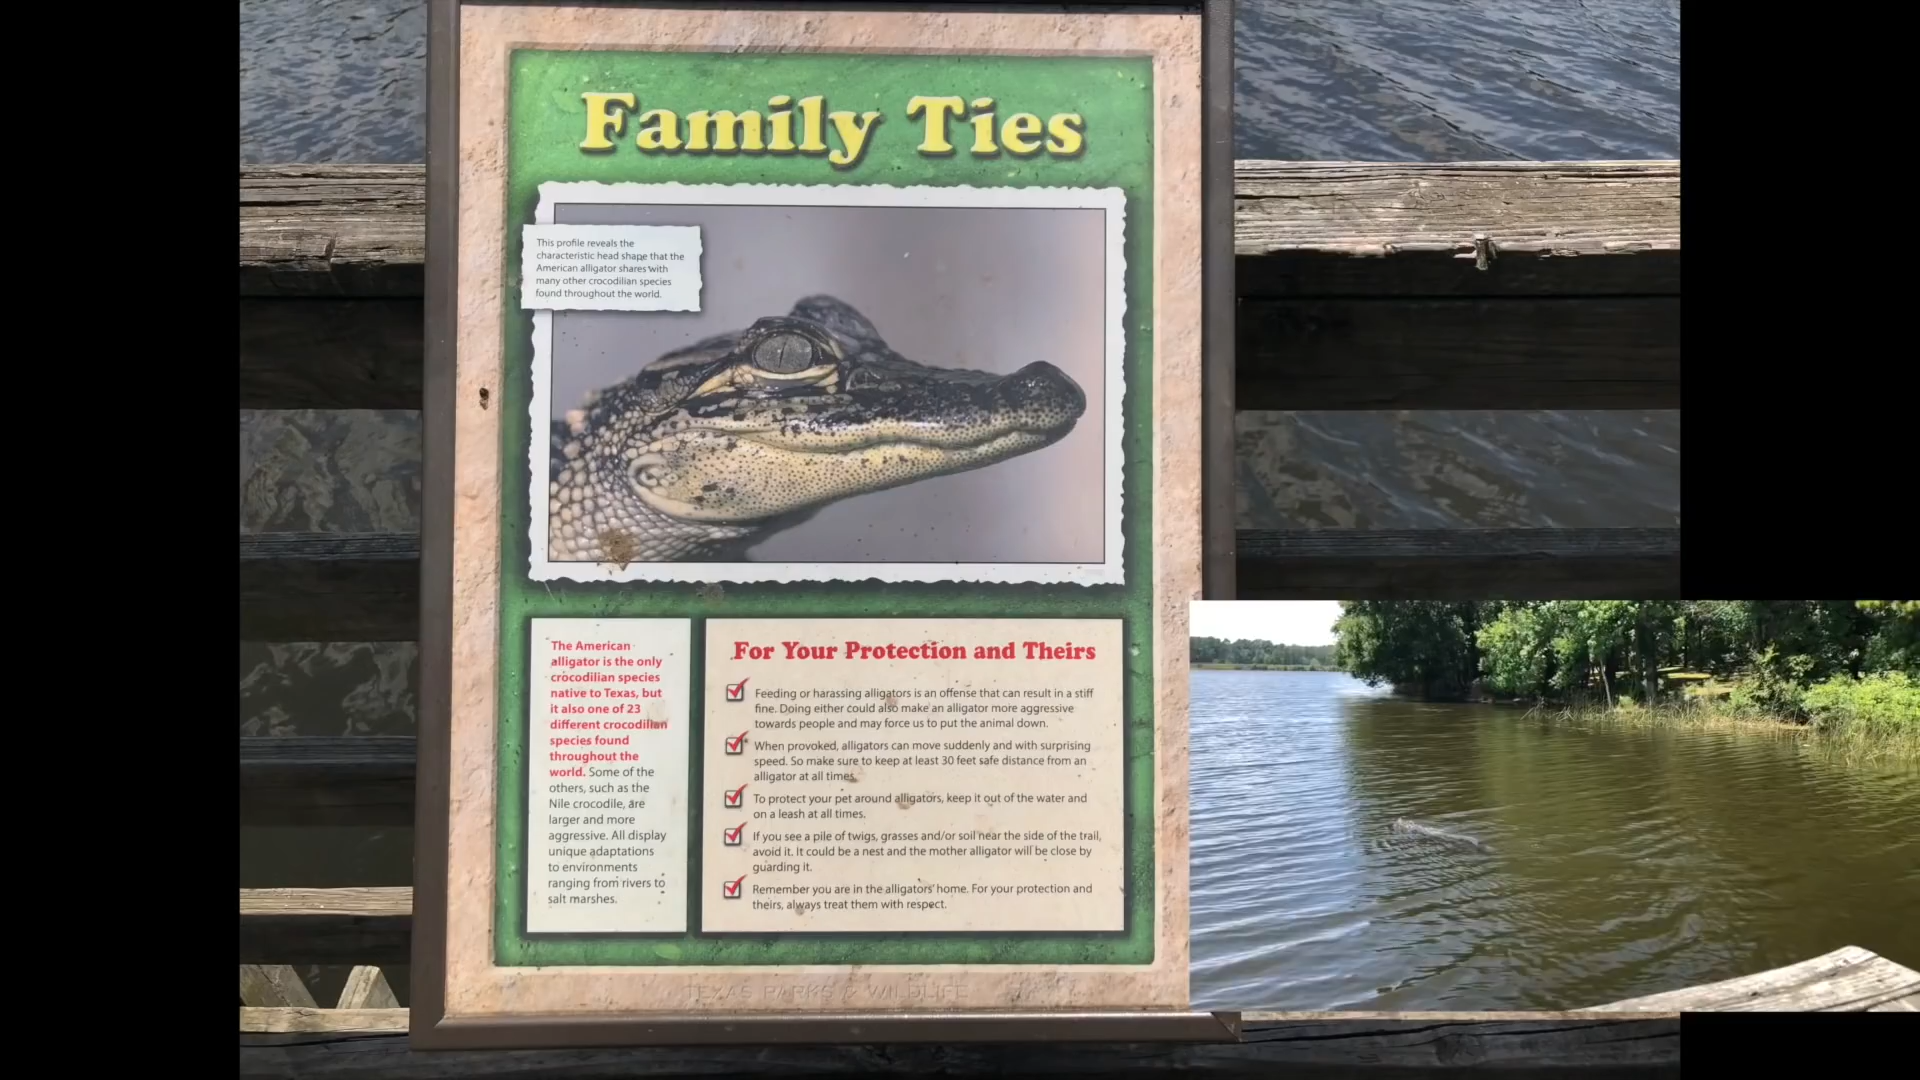 Family Ties
This profile reveals the
characteristic head shape that the
American alligator shares with
many other crocodilian species
found throughout the world.
The American
alligator is the only
crocodilian species
native to Texas, but
it also one of 23
different crocodilian
species found
throughout the
world. Some of the
others, such as the
Nile crocodile, are
larger and more
aggressive. All display
unique adaptations
to environments
ranging from rivers to
salt marshes.
For Your Protection and Theirs
Feeding or harassing alligators is an offense that can result in a stiff
fine. Doing either could also make an alligator more aggressive
towards people and may force us to put the animal down.
When provoked, alligators can move suddenly and with surprising
speed. So make sure to keep at least 30 feet safe distance from an
alligator at all times.
To protect your pet around alligators, keep it out of the water and
on a leash at all times.
If you see a pile of twigs, grasses and/or soil near the side of the trail,
avoid it. It could be a nest and the mother alligator will be close by
guarding it.
Remember you are in the alligators' home. For your protection and
theirs, always treat them with respect.
TEXAS PARKS & WILDLIFE